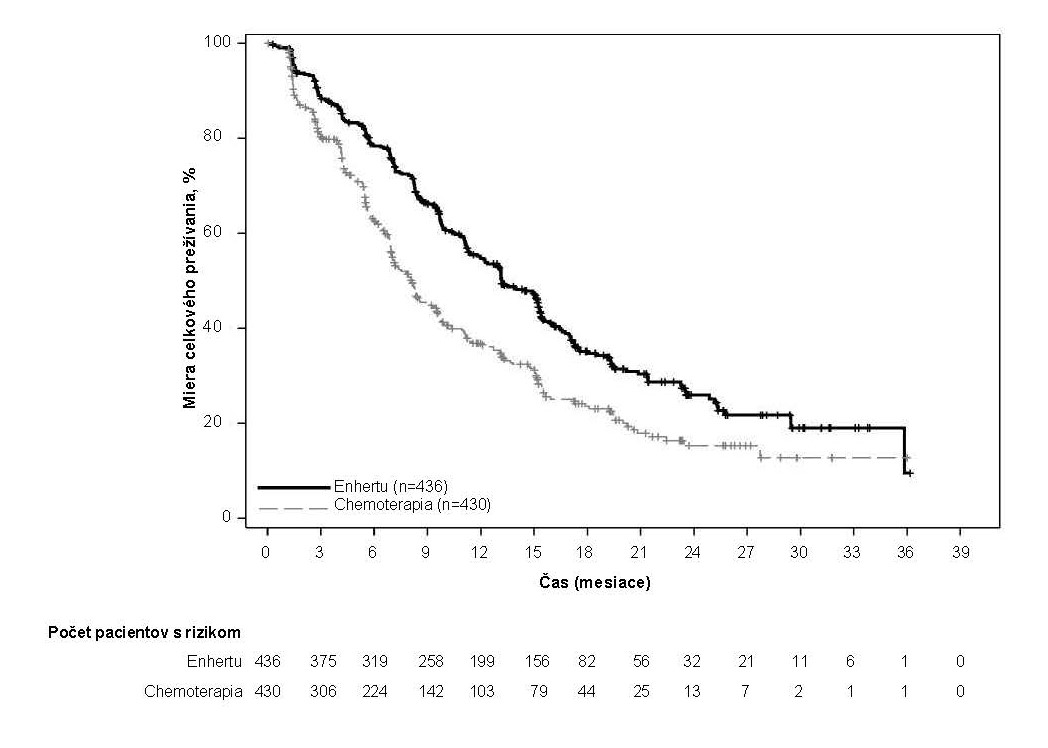 100
80
60
40
20
0
Miera celkového prežívania, %
Enhertu (n=436)
Chemoterapia (n=430)
0 3 6 9 12 15 18 21 24 27 30 33 36 39
Čas (mesiace)
Počet pacientov s rizikom
Enhertu 436 375 319 258 199 156 82 56 32 21 11 6 1 0
Chemoterapia 430 306 224 142 103 79 44 25 13 7 2 1 1 0